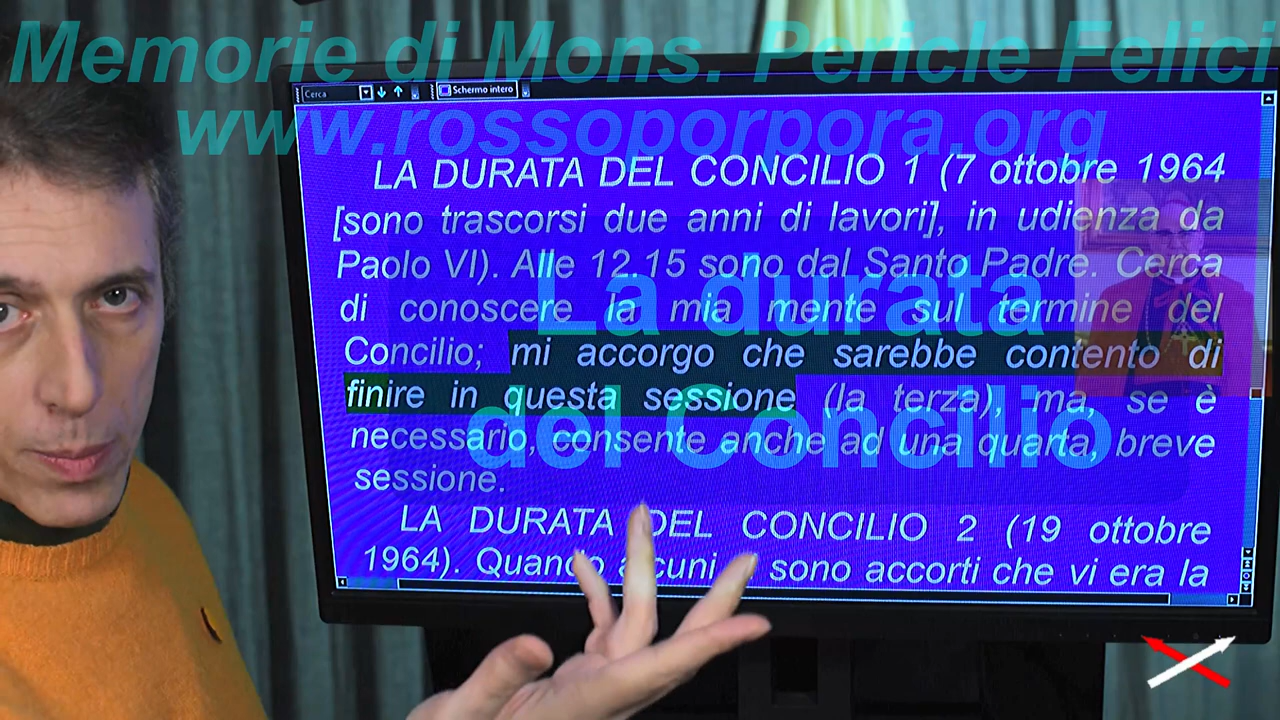 Memorie di Mons. Pericle Felici
www.rossoporpora.org
Cerca
Schermo intero
LA DURATA DEL CONCILIO 1 (7 ottobre 1964
[sono trascorsi due anni di lavori], in udienza da
Paolo VI). Alle 12.15 sono dal Santo Padre. Cerca
di conoscere la mia mente sul termine del
Concilio; mi accorgo che sarebbe contento di
finire in questa sessione (la terza), ma, se è
necessario, consente anche ad una quarta, breve
sessione.
La durata
del Concilio
LA DURATA DEL CONCILIO 2 (19 ottobre
1964). Quando alcuni sono accorti che vi era la